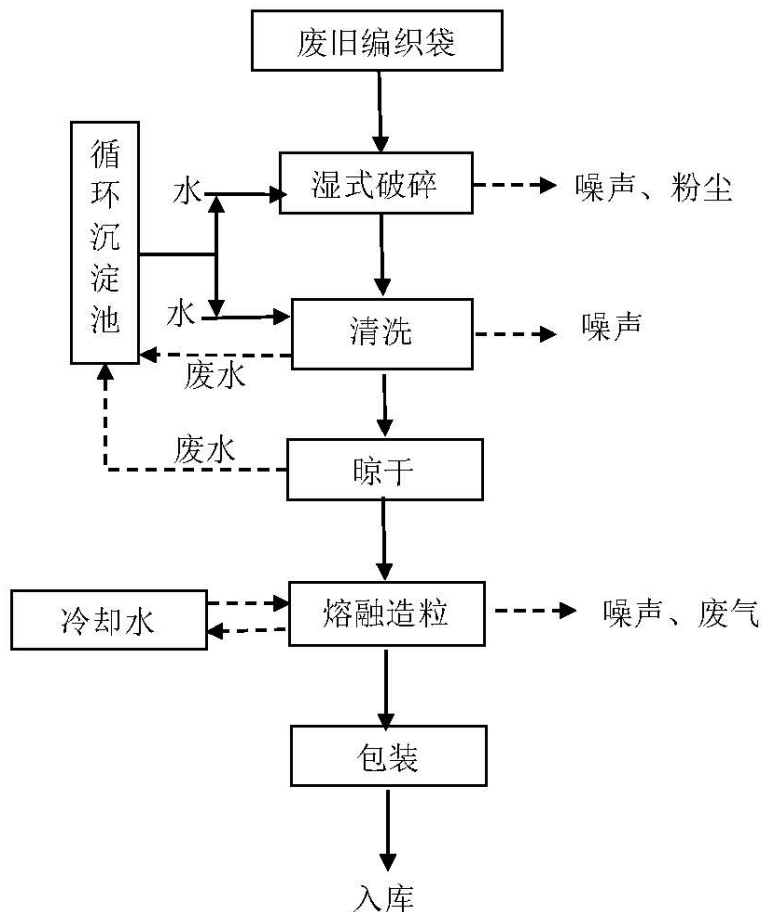 废旧编织袋
循环沉淀池
水
湿式破碎
噪声、粉尘
水
清洗
噪声
废水
废水
晾干
冷却水
熔融造粒
噪声、废气
包装
入库